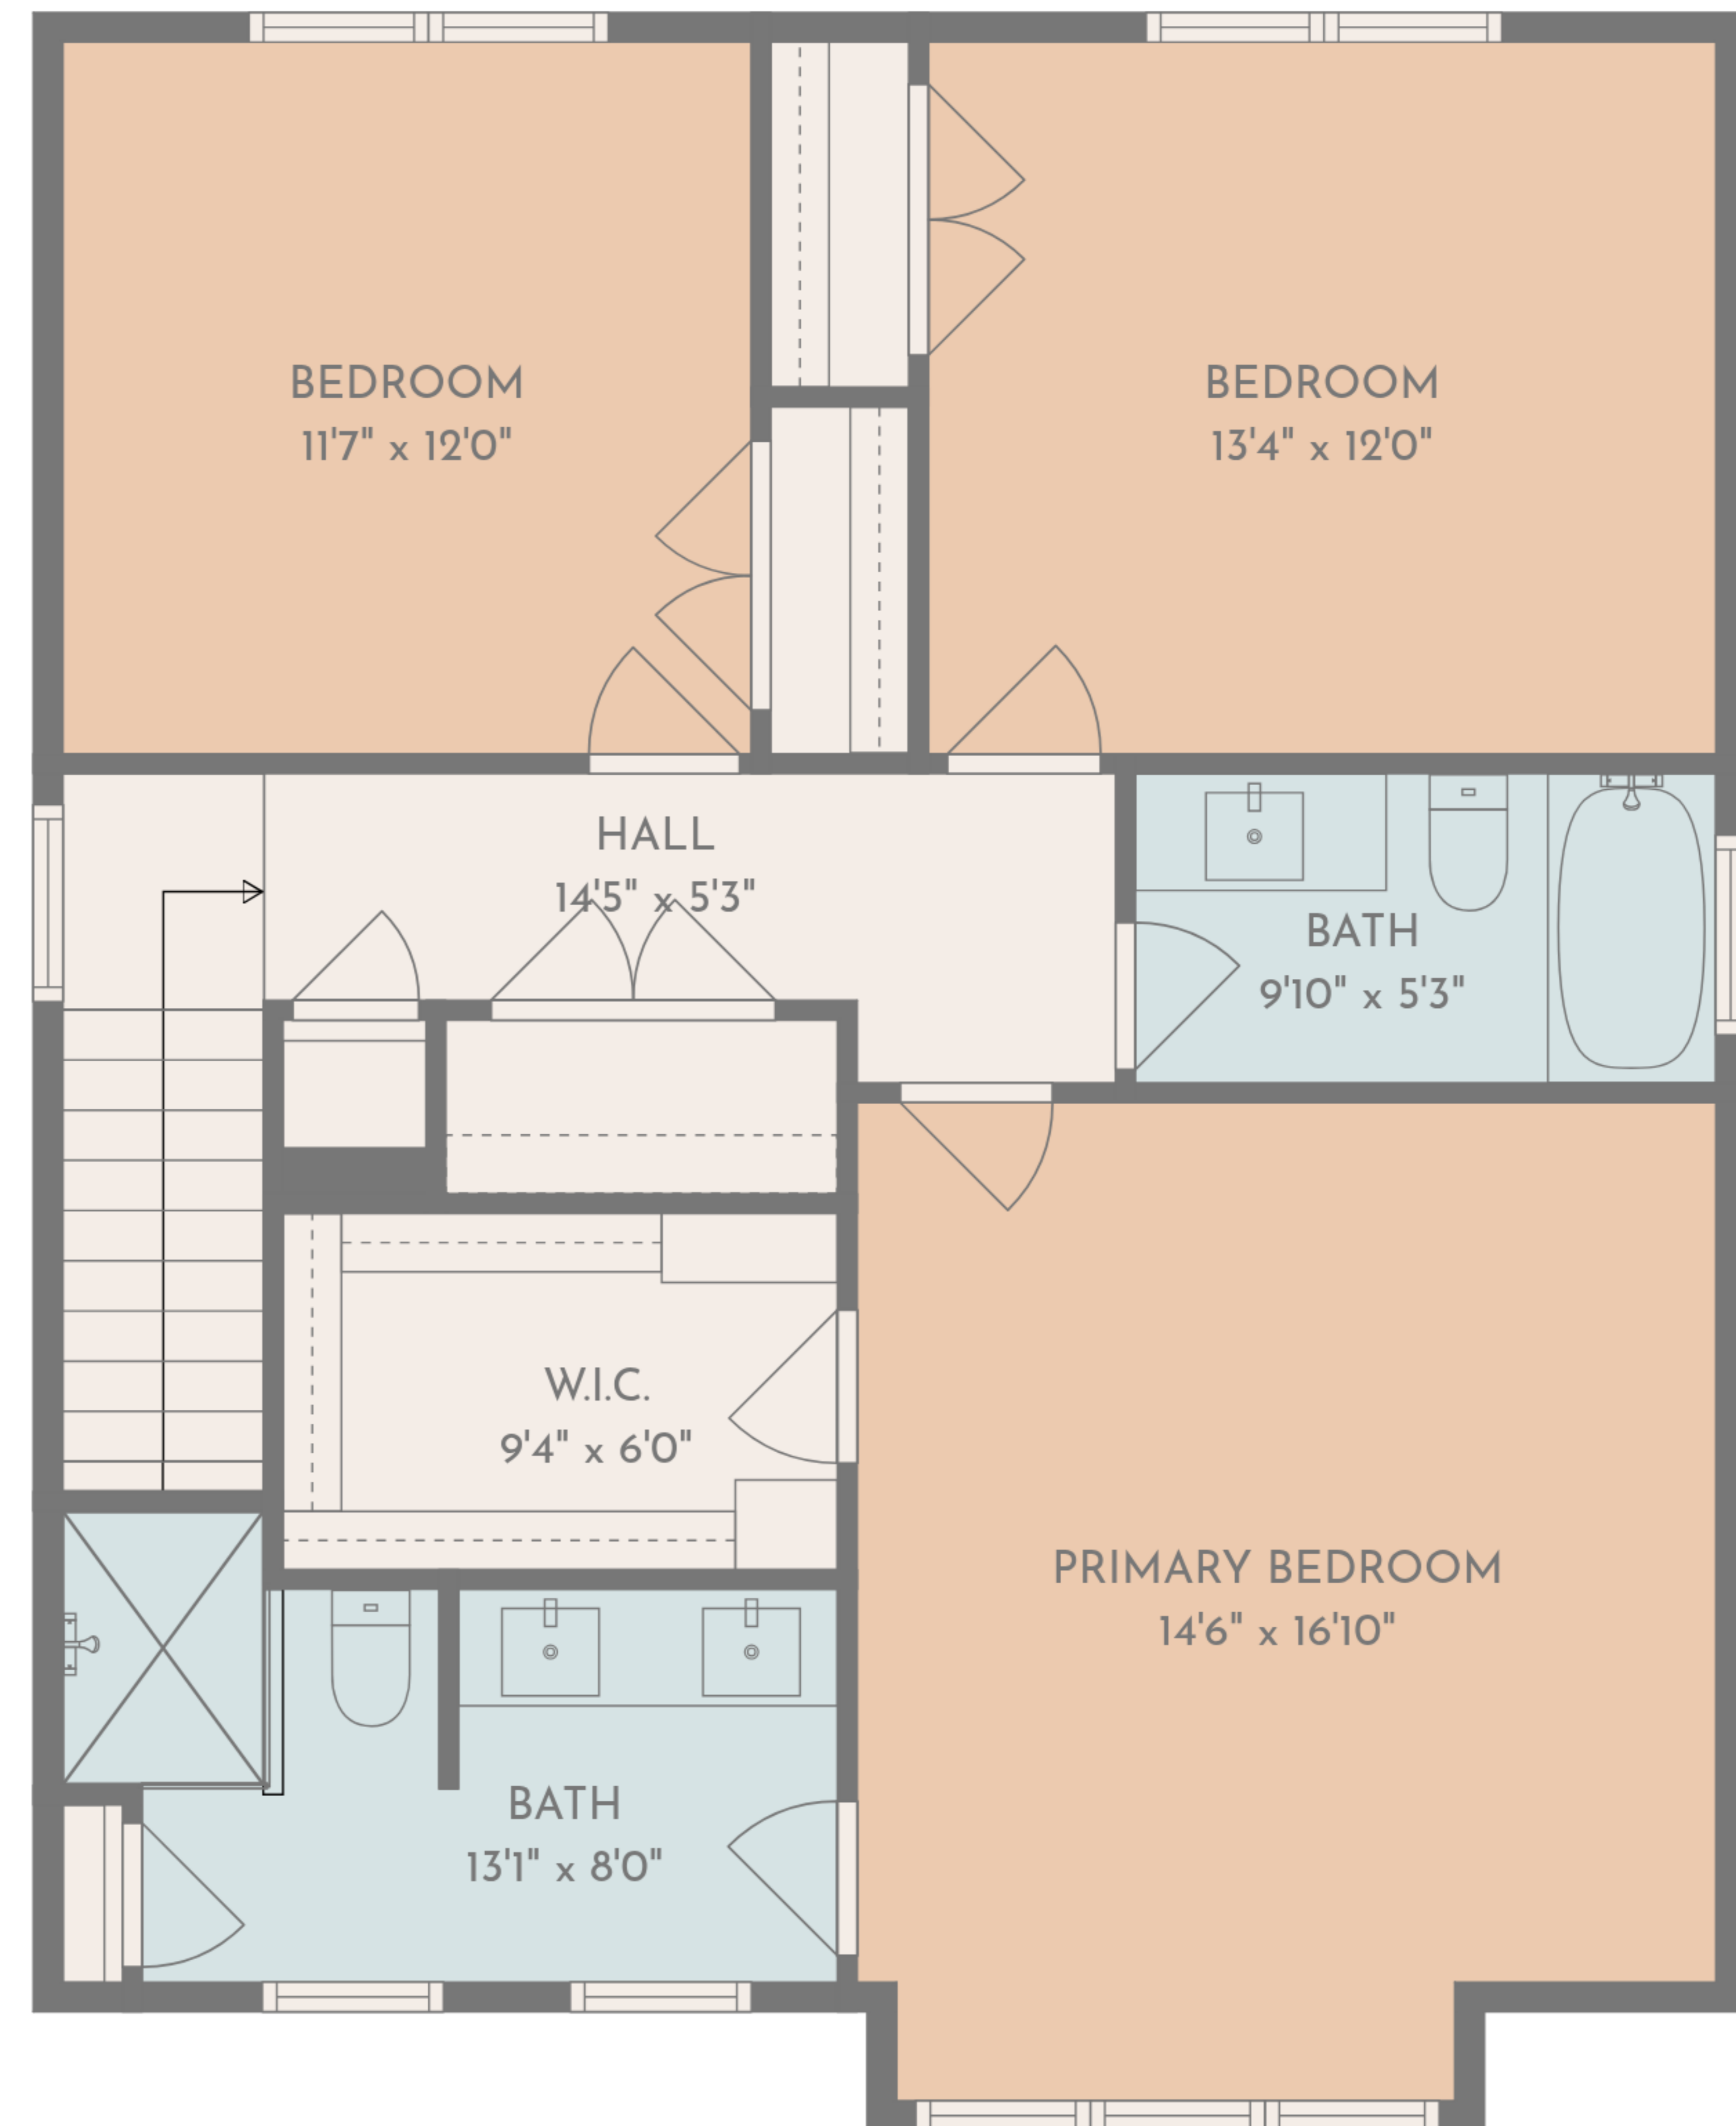 BEDROOM
11'7" x 12'0"
BEDROOM
13'4" x 12'0"
HALL
14'5" x 5'3"
BATH
9'10" x 5'3"
W.I.C.
9'4" x 6'0"
PRIMARY BEDROOM
14'6" x 16'10"
BATH
13'1" x 8'0"